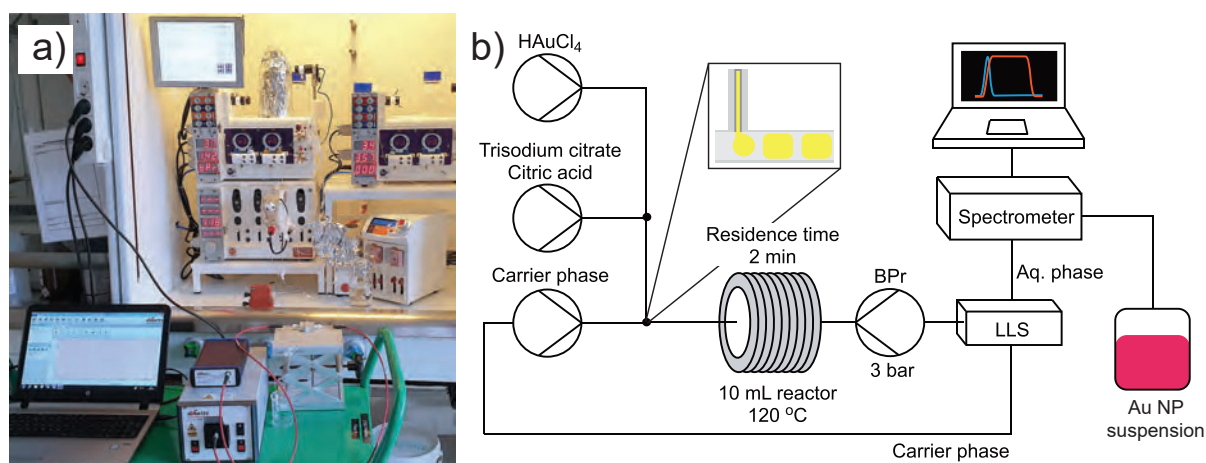 a)
b)
HAuCl₄
Trisodium citrate
Citric acid
Carrier phase
Residence time
2 min
10 mL reactor
120 °C
BPr
3 bar
Spectrometer
Aq. phase
LLS
Au NP
suspension
Carrier phase